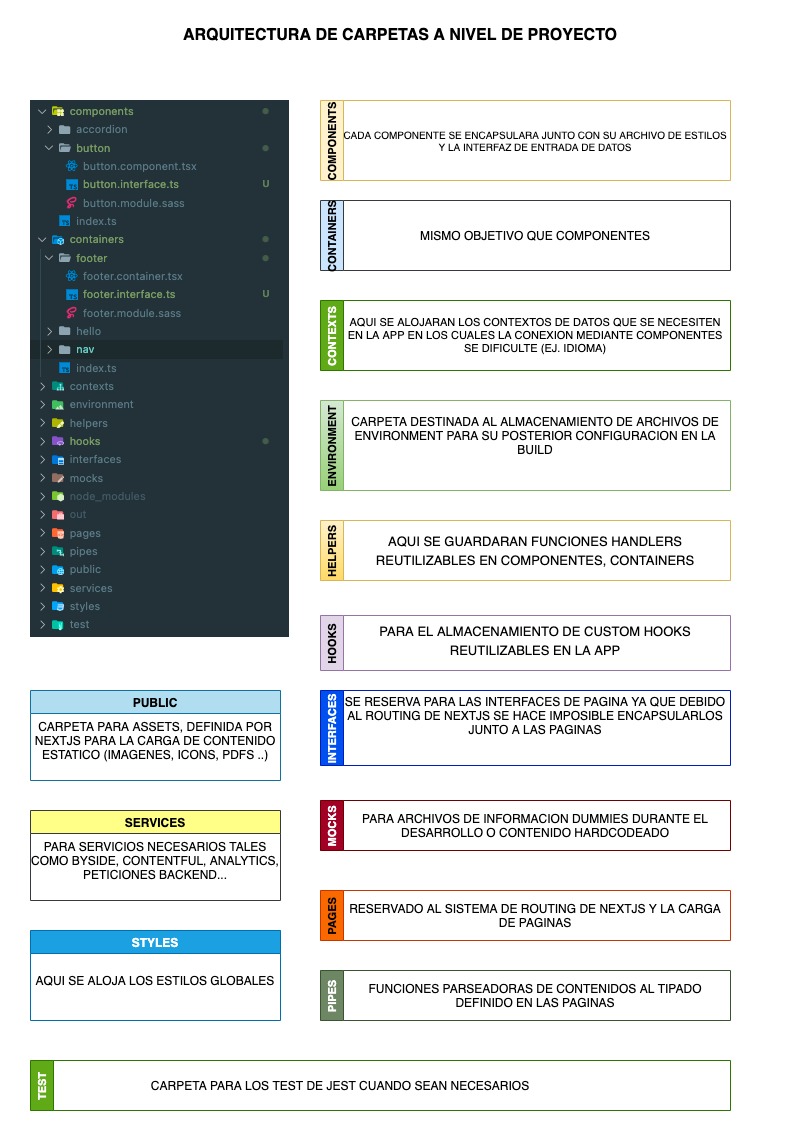 ARQUITECTURA DE CARPETAS A NIVEL DE PROYECTO
components
accordion
button
button.component.tsx
button.interface.ts U
button.module.sass
index.ts
containers
footer
footer.container.tsx
footer.interface.ts U
footer.module.sass
hello
nav
index.ts
contexts
environment
helpers
hooks
interfaces
mocks
node_modules
out
pages
pipes
public
services
styles
test
COMPONENTS
CADA COMPONENTE SE ENCAPSULARA JUNTO CON SU ARCHIVO DE ESTILOS
Y LA INTERFAZ DE ENTRADA DE DATOS
CONTAINERS
MISMO OBJETIVO QUE COMPONENTES
CONTEXTS
AQUI SE ALOJARAN LOS CONTEXTOS DE DATOS QUE SE NECESITEN
EN LA APP EN LOS CUALES LA CONEXION MEDIANTE COMPONENTES
SE DIFICULTE (EJ. IDIOMA)
ENVIRONMENT
CARPETA DESTINADA AL ALMACENAMIENTO DE ARCHIVOS DE
ENVIRONMENT PARA SU POSTERIOR CONFIGURACION EN LA
BUILD
HELPERS
AQUI SE GUARDARAN FUNCIONES HANDLERS
REUTILIZABLES EN COMPONENTES, CONTAINERS
HOOKS
PARA EL ALMACENAMIENTO DE CUSTOM HOOKS
REUTILIZABLES EN LA APP
INTERFACES
SE RESERVA PARA LAS INTERFACES DE PAGINA YA QUE DEBIDO
AL ROUTING DE NEXTJS SE HACE IMPOSIBLE ENCAPSULARLOS
JUNTO A LAS PAGINAS
MOCKS
PARA ARCHIVOS DE INFORMACION DUMMIES DURANTE EL
DESARROLLO O CONTENIDO HARDCODEADO
PAGES
RESERVADO AL SISTEMA DE ROUTING DE NEXTJS Y LA CARGA
DE PAGINAS
PIPES
FUNCIONES PARSEADORAS DE CONTENIDOS AL TIPADO
DEFINIDO EN LAS PAGINAS
PUBLIC
CARPETA PARA ASSETS, DEFINIDA POR
NEXTJS PARA LA CARGA DE CONTENIDO
ESTATICO (IMAGENES, ICONS, PDFS ..)
SERVICES
PARA SERVICIOS NECESARIOS TALES
COMO BYSIDE, CONTENTFUL, ANALYTICS,
PETICIONES BACKEND...
STYLES
AQUI SE ALOJA LOS ESTILOS GLOBALES
TEST
CARPETA PARA LOS TEST DE JEST CUANDO SEAN NECESARIOS